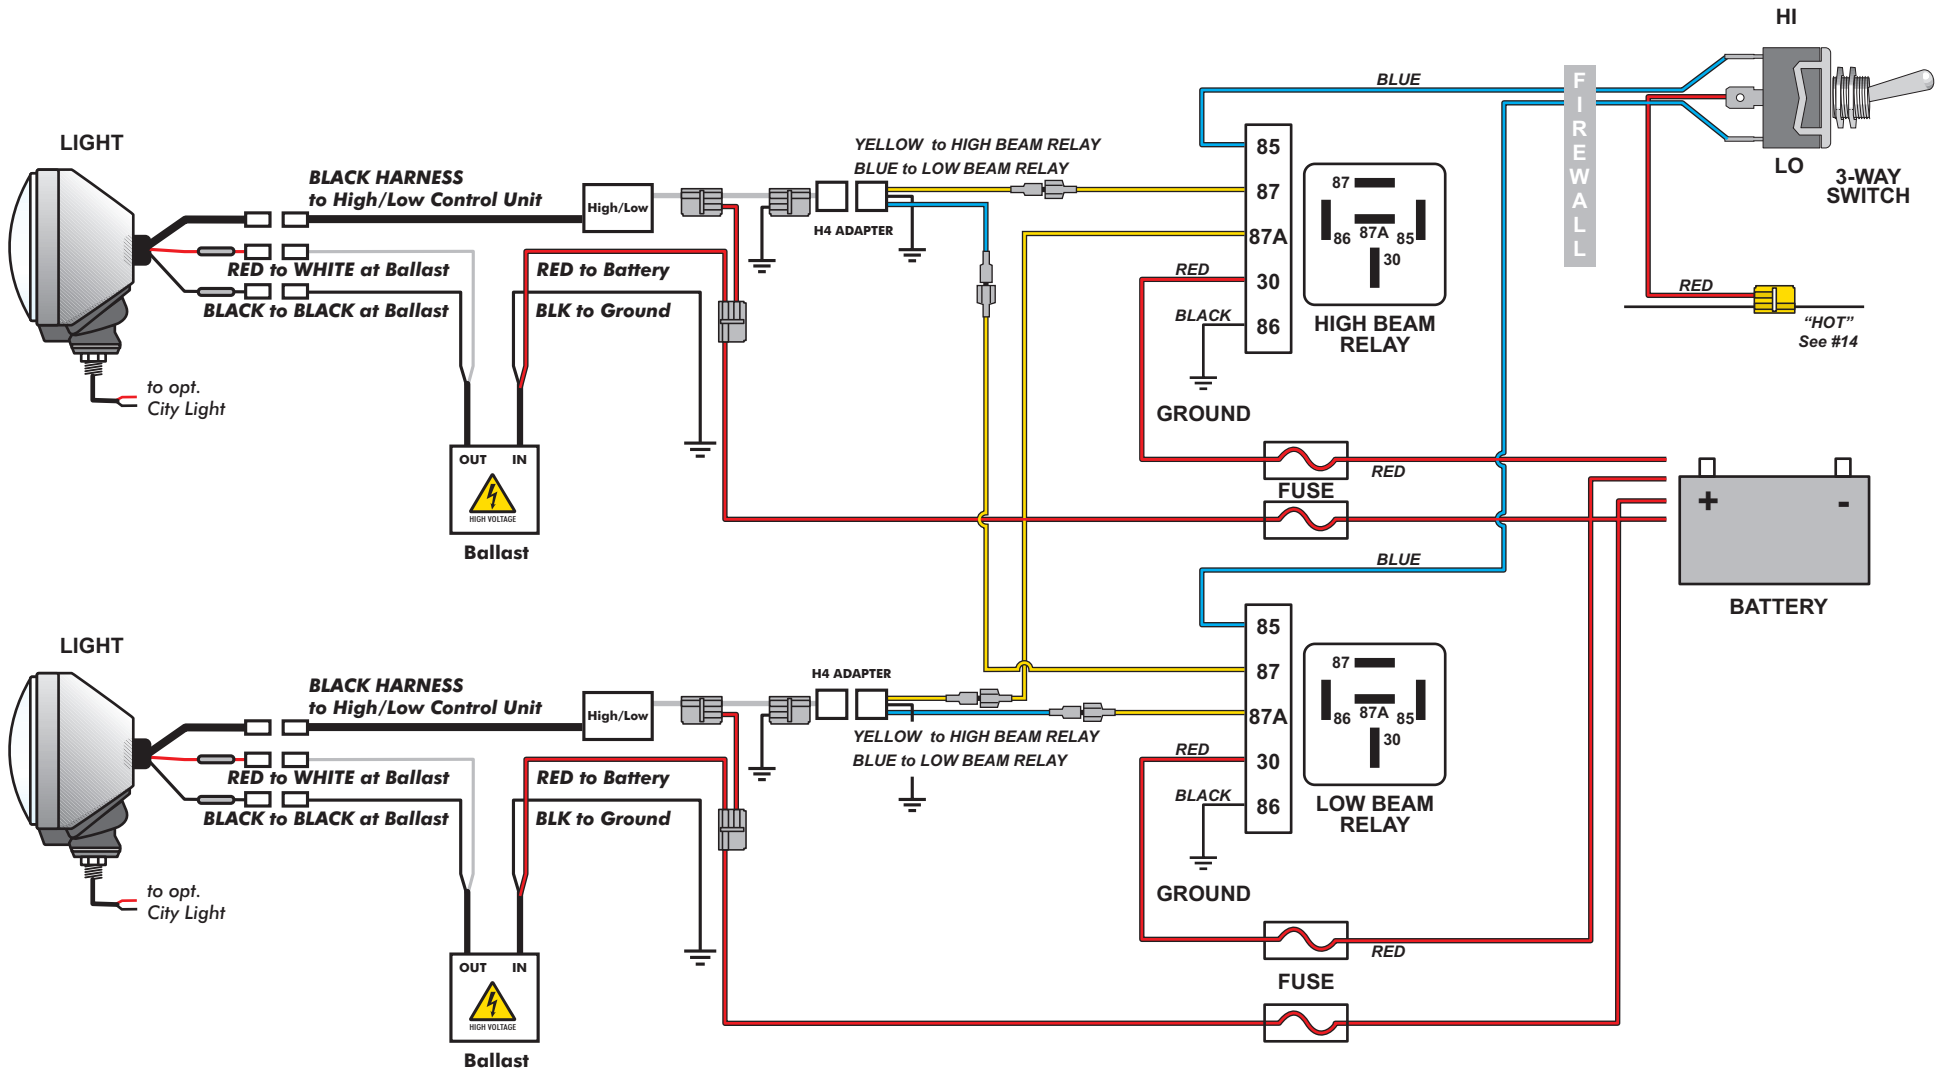 HI
BLUE
FIREWALL
LO
3-WAY
SWITCH
RED
“HOT”
See #14
LIGHT
BLACK HARNESS
to High/Low Control Unit
High/Low
RED to WHITE at Ballast
BLACK to BLACK at Ballast
RED to Battery
BLK to Ground
to opt.
City Light
OUT IN
HIGH VOLTAGE
Ballast
YELLOW to HIGH BEAM RELAY
BLUE to LOW BEAM RELAY
H4 ADAPTER
85
87
87A
30
86
RED
BLACK
GROUND
87
86 87A 85
30
HIGH BEAM
RELAY
FUSE
RED
+ -
BATTERY
BLUE
LIGHT
BLACK HARNESS
to High/Low Control Unit
High/Low
RED to WHITE at Ballast
BLACK to BLACK at Ballast
RED to Battery
BLK to Ground
to opt.
City Light
OUT IN
HIGH VOLTAGE
Ballast
H4 ADAPTER
YELLOW to HIGH BEAM RELAY
BLUE to LOW BEAM RELAY
85
87
87A
30
86
RED
BLACK
GROUND
87
86 87A 85
30
LOW BEAM
RELAY
RED
FUSE